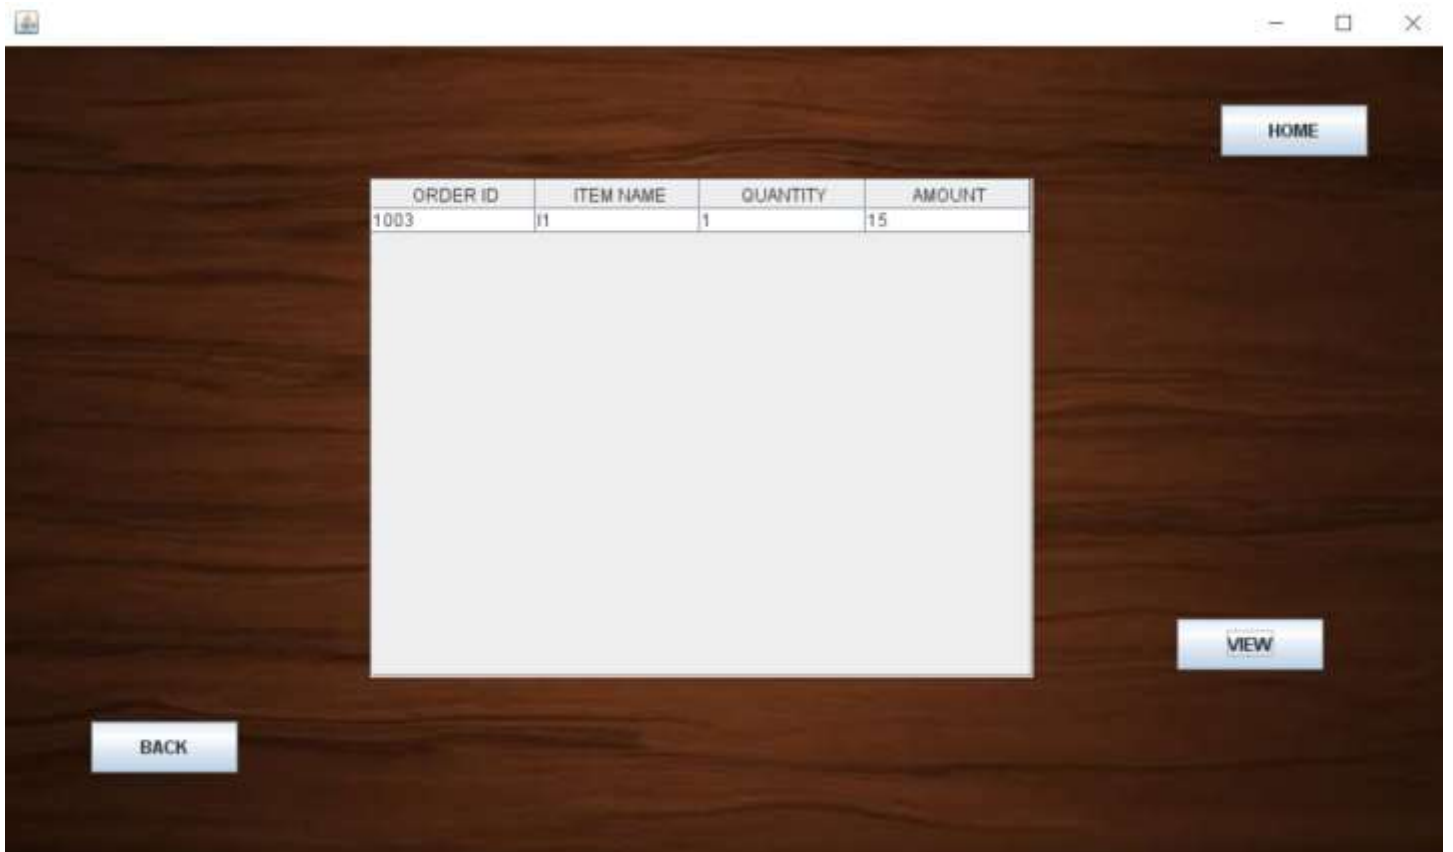 HOME
ORDER ID ITEM NAME QUANTITY AMOUNT
1003 I1 1 15
VIEW
BACK